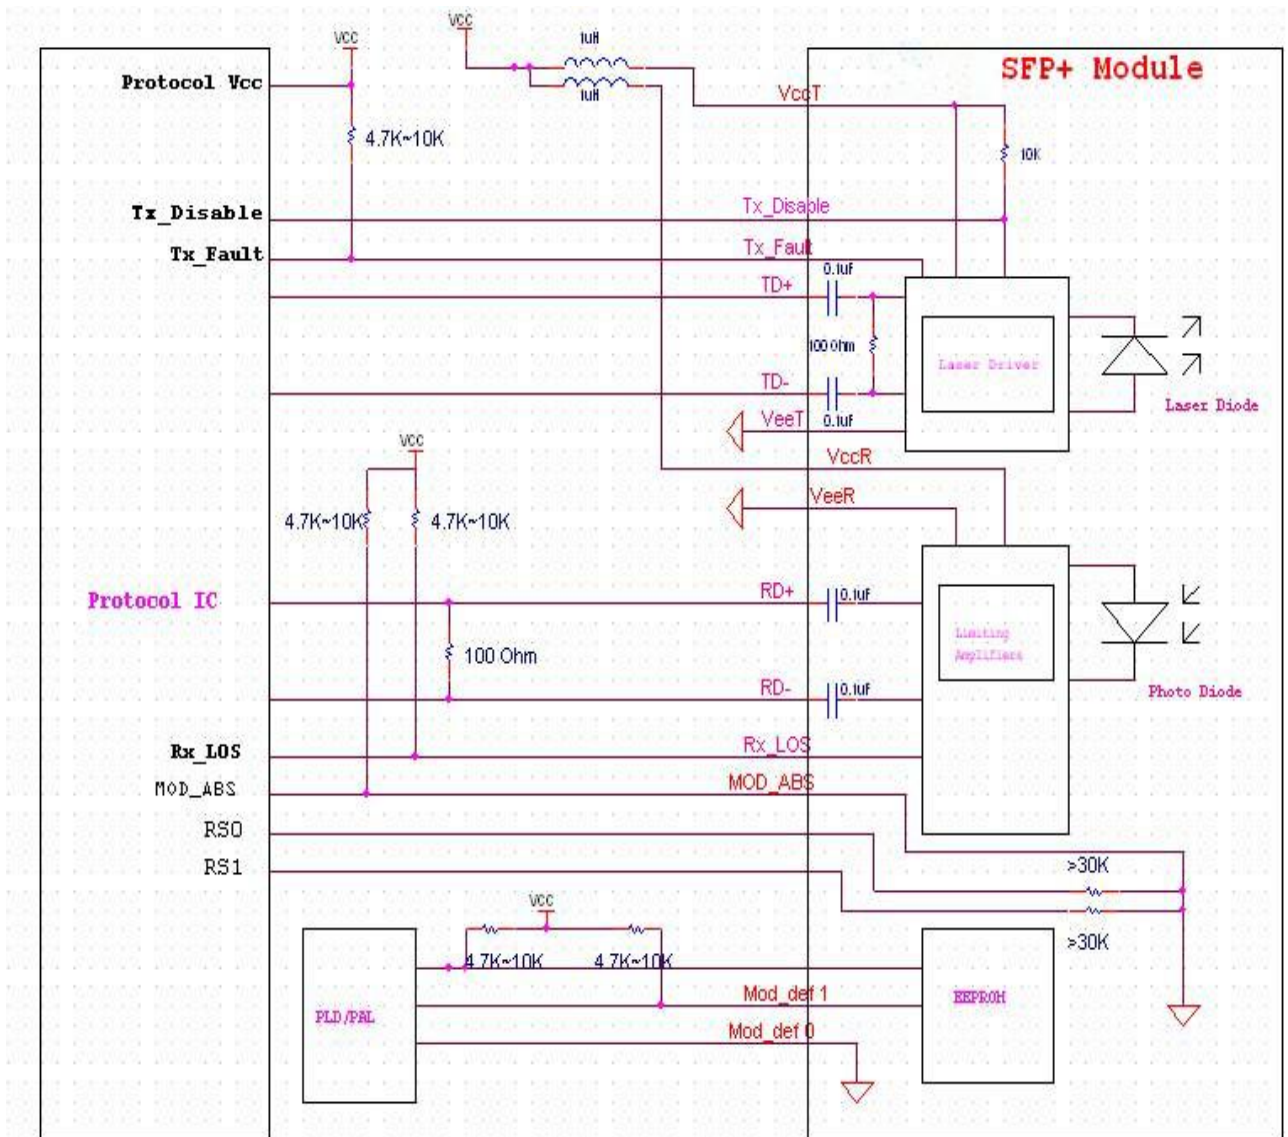 VCC
1uH
VCC
SFP+ Module
Protocol Vcc
1uH
VccT
4.7K~10K
10K
Tx_Disable
Tx_Disable
Tx_Fault
Tx_Fault
0.1uF
TD+
100 Ohm
Laser Driver
TD-
Laser Diode
VeeT
0.1uF
VCC
VccR
VeeR
4.7K~10K
4.7K~10K
Protocol IC
RD+
0.1uF
Limiting
Amplifiers
100 Ohm
RD-
0.1uF
Photo Diode
Rx_LOS
Rx_LOS
MOD_ABS
MOD_ABS
RS0
RS1
>30K
VCC
>30K
4.7K~10K
4.7K~10K
Mod_def 1
EEPROM
PLD/PAL
Mod_def 0